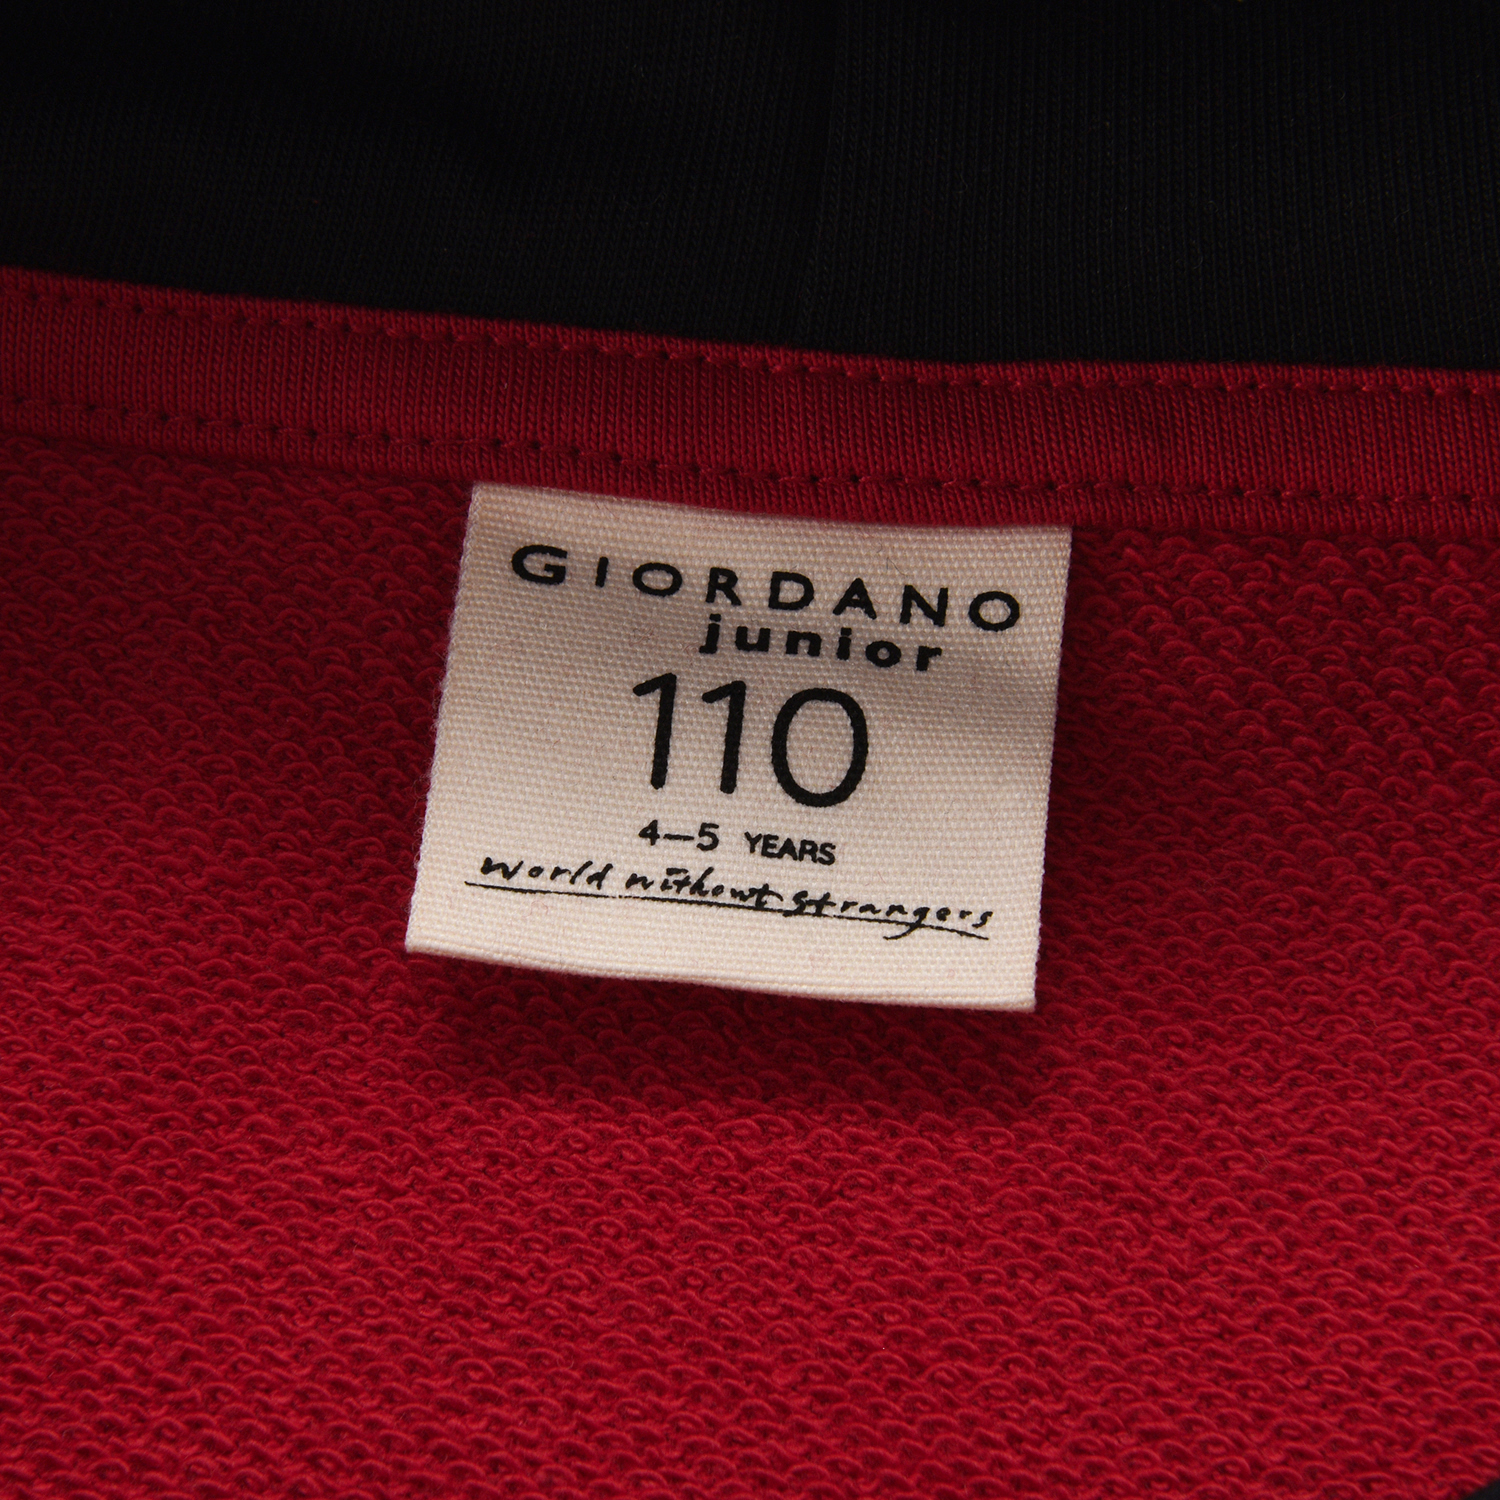 GIORDANO
junior
110
4–5 YEARS
World without strangers